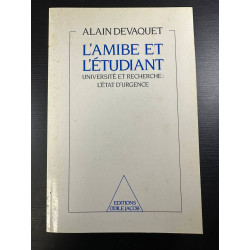 ALAIN DEVAQUET
L'AMIBE ET
L'ÉTUDIANT
UNIVERSITÉ ET RECHERCHE :
L'ÉTAT D'URGENCE
EDITIONS
ODILE JACOB